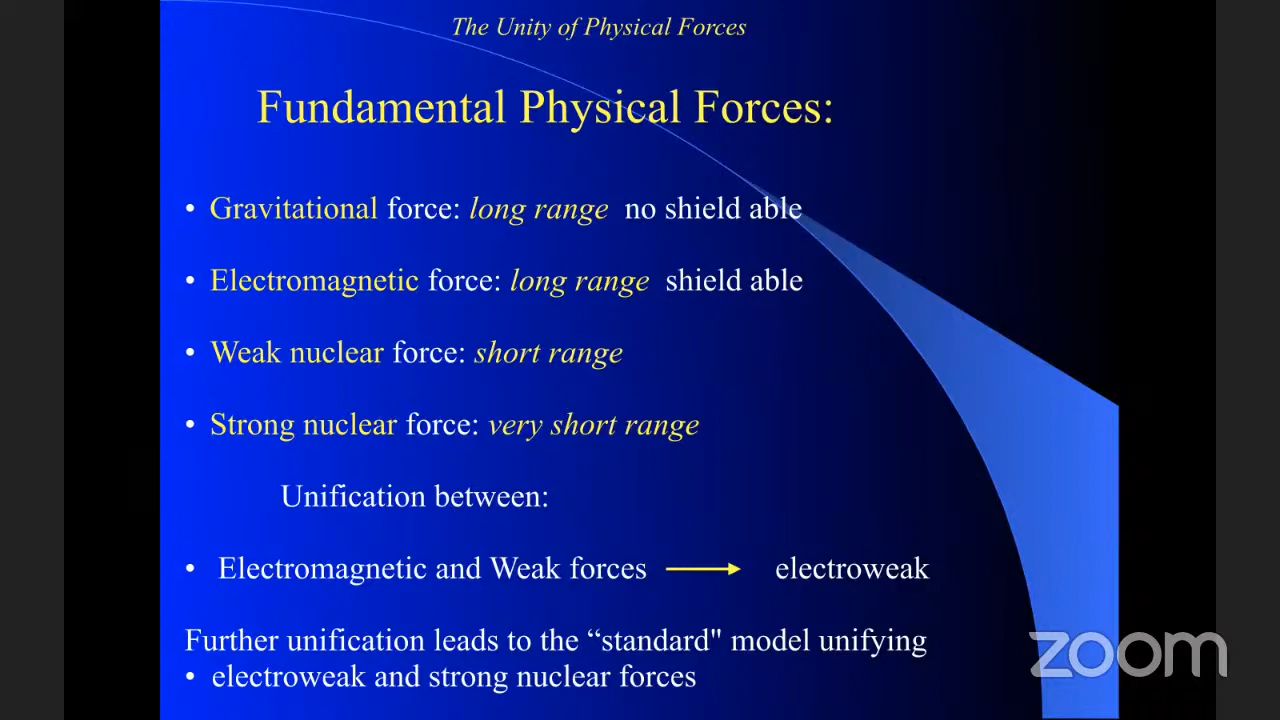 The Unity of Physical Forces
Fundamental Physical Forces:
• Gravitational force: long range no shield able
• Electromagnetic force: long range shield able
• Weak nuclear force: short range
• Strong nuclear force: very short range
Unification between:
• Electromagnetic and Weak forces → electroweak
Further unification leads to the “standard" model unifying
• electroweak and strong nuclear forces
zoom